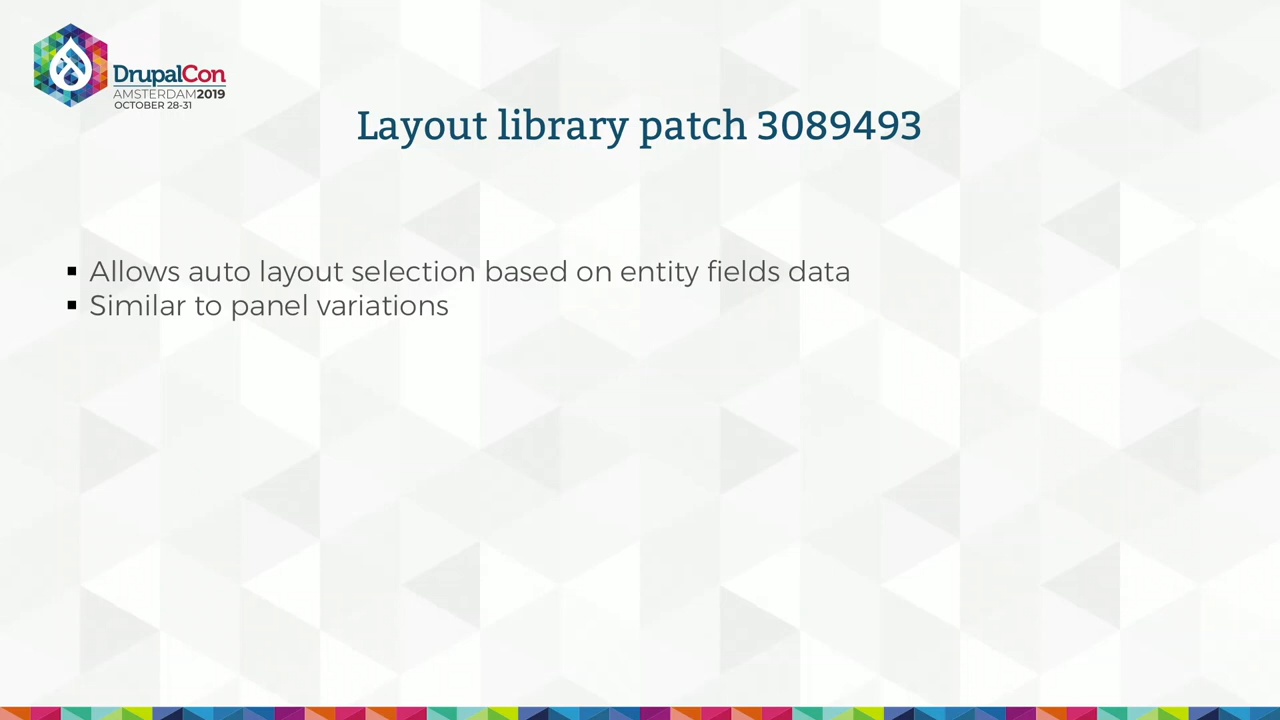 DrupalCon
AMSTERDAM2019
OCTOBER 28-31
Layout library patch 3089493
▪ Allows auto layout selection based on entity fields data
▪ Similar to panel variations